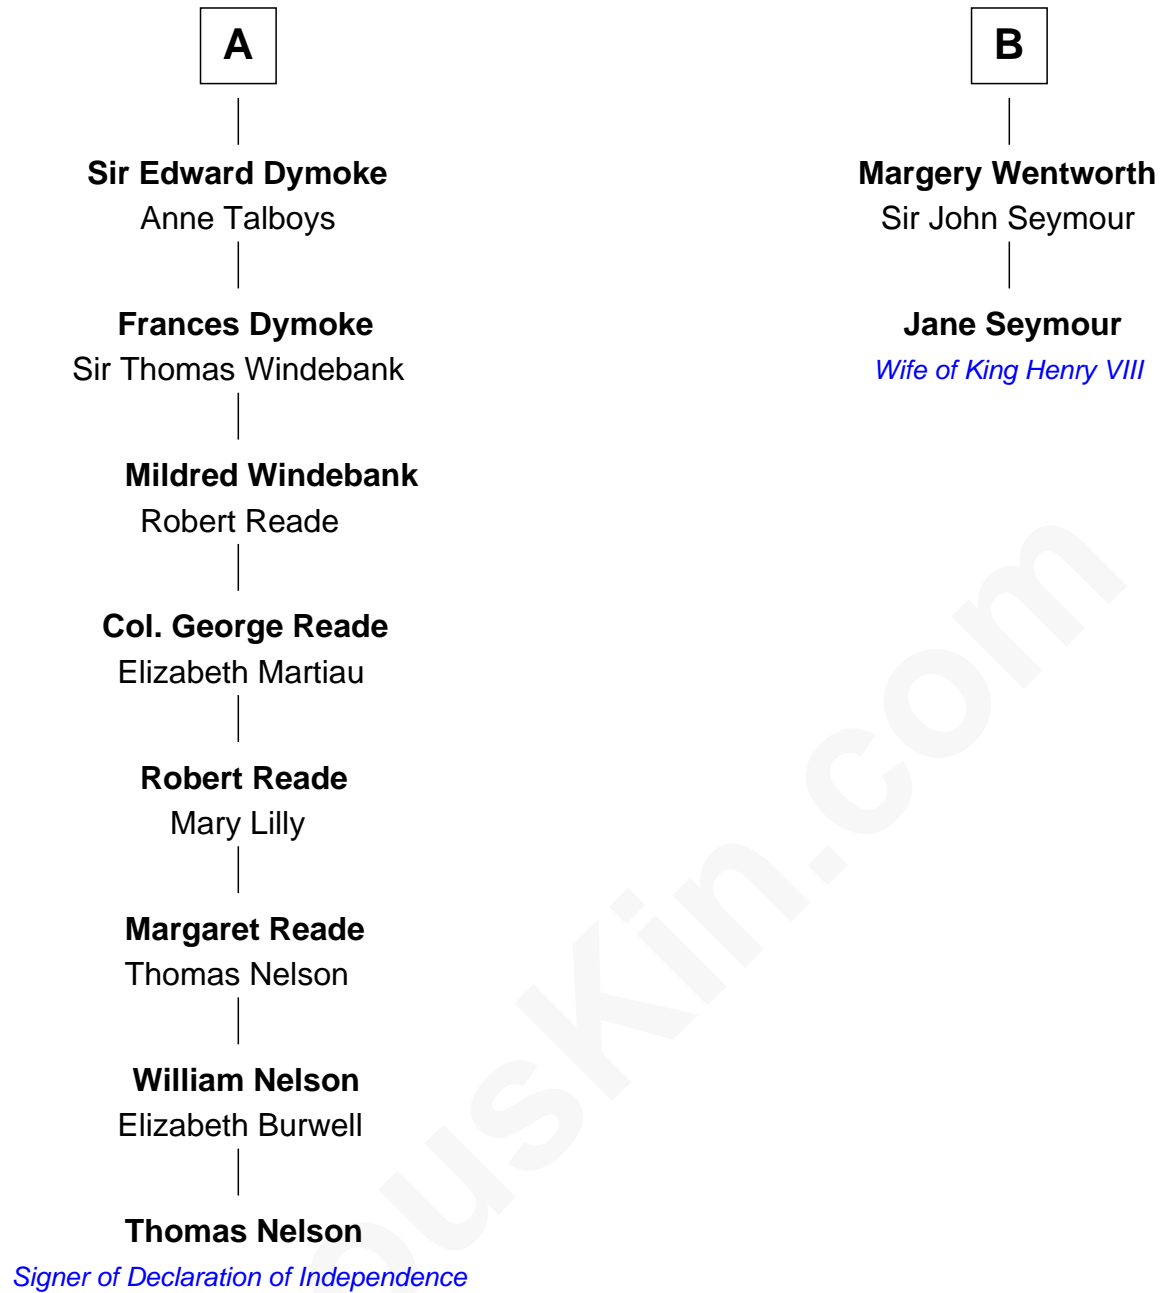 A
Sir Edward Dymoke
Anne Talboys
Frances Dymoke
Sir Thomas Windebank
Mildred Windebank
Robert Reade
Col. George Reade
Elizabeth Martiau
Robert Reade
Mary Lilly
Margaret Reade
Thomas Nelson
William Nelson
Elizabeth Burwell
Thomas Nelson
Signer of Declaration of Independence
B
Margery Wentworth
Sir John Seymour
Jane Seymour
Wife of King Henry VIII
ousKin.com